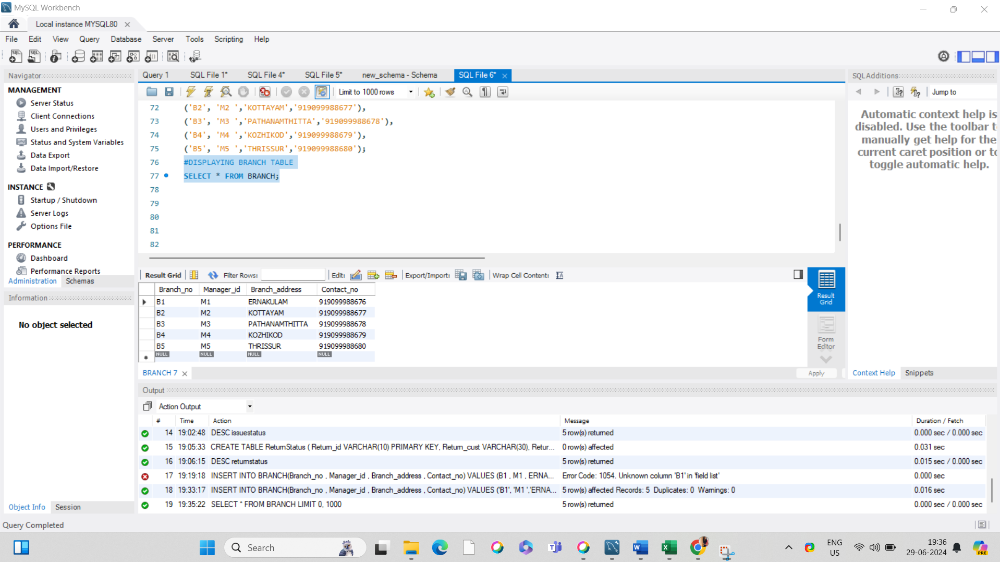 MySQL Workbench
Local instance MYSQL80
File Edit View Query Database Server Tools Scripting Help
Navigator
MANAGEMENT
Server Status
Client Connections
Users and Privileges
Status and System Variables
Data Export
Data Import/Restore
INSTANCE
Startup / Shutdown
Server Logs
Options File
PERFORMANCE
Dashboard
Performance Reports
Administration Schemas
Information
No object selected
Object Info Session
Query 1 SQL File 1* SQL File 4* SQL File 5* new_schema - Schema SQL File 6*
Limit to 1000 rows
72 ('B2', 'M2 ','KOTTAYAM','919099988677'),
73 ('B3', 'M3 ','PATHANAMTHITTA','919099988678'),
74 ('B4', 'M4 ','KOZHIKOD','919099988679'),
75 ('B5', 'M5 ','THRISSUR','919099988680');
76 #DISPLAYING BRANCH TABLE
77 SELECT * FROM BRANCH;
78
79
80
81
82
Result Grid Filter Rows: Edit: Export/Import: Wrap Cell Content:
Branch_no Manager_id Branch_address Contact_no
B1 M1 ERNAKULAM 919099988676
B2 M2 KOTTAYAM 919099988677
B3 M3 PATHANAMTHITTA 919099988678
B4 M4 KOZHIKOD 919099988679
B5 M5 THRISSUR 919099988680
NULL NULL NULL NULL
Result
Grid
Form
Editor
BRANCH 7
Apply
SQLAdditions
Jump to
Automatic context help is
disabled. Use the toolbar t
manually get help for the
current caret position or to
toggle automatic help.
Context Help Snippets
Output
Action Output
# Time Action Message Duration / Fetch
14 19:02:48 DESC issuestatus 5 row(s) returned 0.000 sec / 0.000 sec
15 19:05:33 CREATE TABLE ReturnStatus ( Return_id VARCHAR(10) PRIMARY KEY, Return_cust VARCHAR(30), Retur... 0 row(s) affected 0.031 sec
16 19:06:15 DESC returnstatus 5 row(s) returned 0.015 sec / 0.000 sec
17 19:19:18 INSERT INTO BRANCH(Branch_no , Manager_id , Branch_address , Contact_no) VALUES (B1 , M1 , ERNA... Error Code: 1054. Unknown column 'B1' in 'field list' 0.000 sec
18 19:33:17 INSERT INTO BRANCH(Branch_no , Manager_id , Branch_address , Contact_no) VALUES ('B1', 'M1 ','ERNA... 5 row(s) affected Records: 5 Duplicates: 0 Warnings: 0 0.016 sec
19 19:35:22 SELECT * FROM BRANCH LIMIT 0, 1000 5 row(s) returned 0.000 sec / 0.000 sec
Query Completed
Search
ENG
US
19:36
29-06-2024
PRE